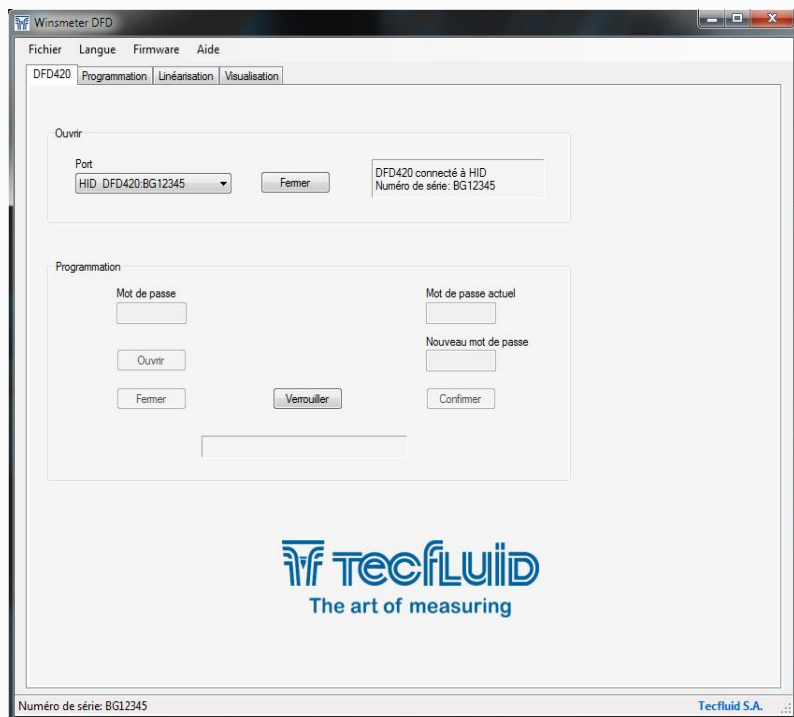 Winsmeter DFD
Fichier Langue Firmware Aide
DFD420 Programmation Linéarisation Visualisation
Ouvrir
Port
HID DFD420:BG12345
Fermer
DFD420 connecté à HID
Numéro de série: BG12345
Programmation
Mot de passe
Mot de passe actuel
Nouveau mot de passe
Ouvrir
Fermer
Verrouiller
Confirmer
TECFLUID
The art of measuring
Numéro de série: BG12345
Tecfluid S.A.